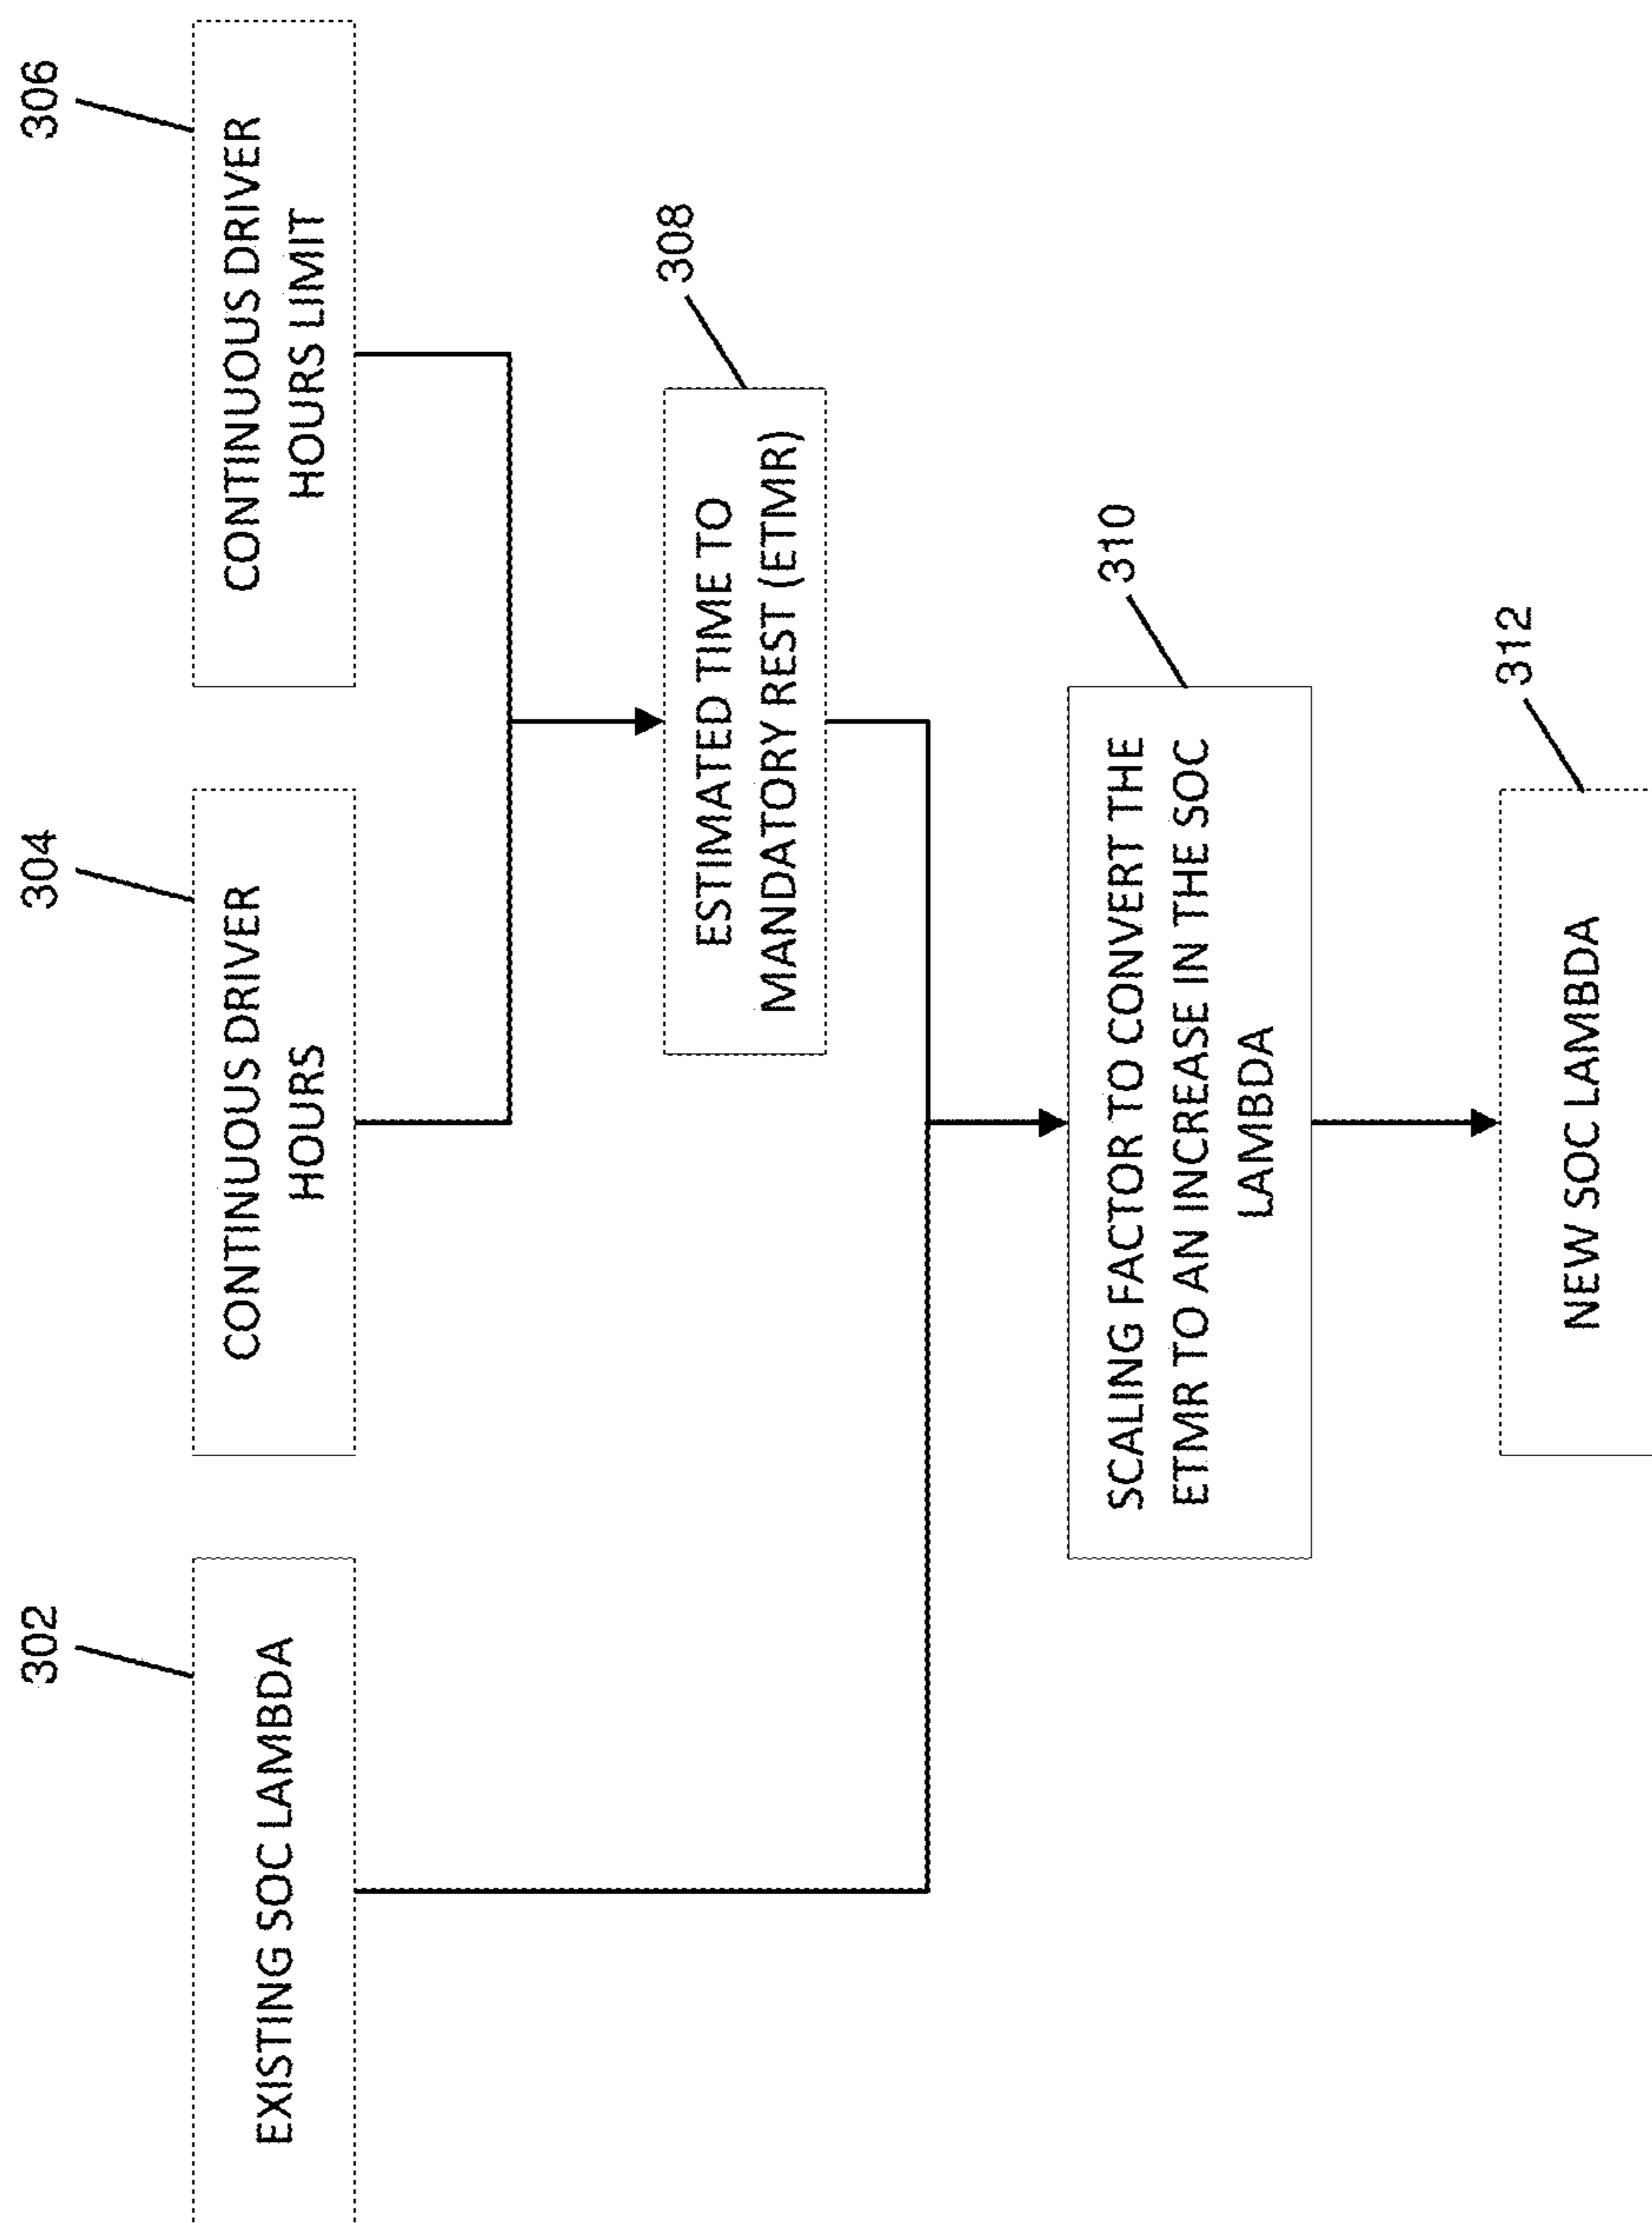 302
EXISTING SOC LAMBDA
304
CONTINUOUS DRIVER
HOURS
306
CONTINUOUS DRIVER
HOURS LIMIT
308
ESTIMATED TIME TO
MANDATORY REST (ETMR)
310
SCALING FACTOR TO CONVERT THE
ETMR TO AN INCREASE IN THE SOC
LAMBDA
312
NEW SOC LAMBDA